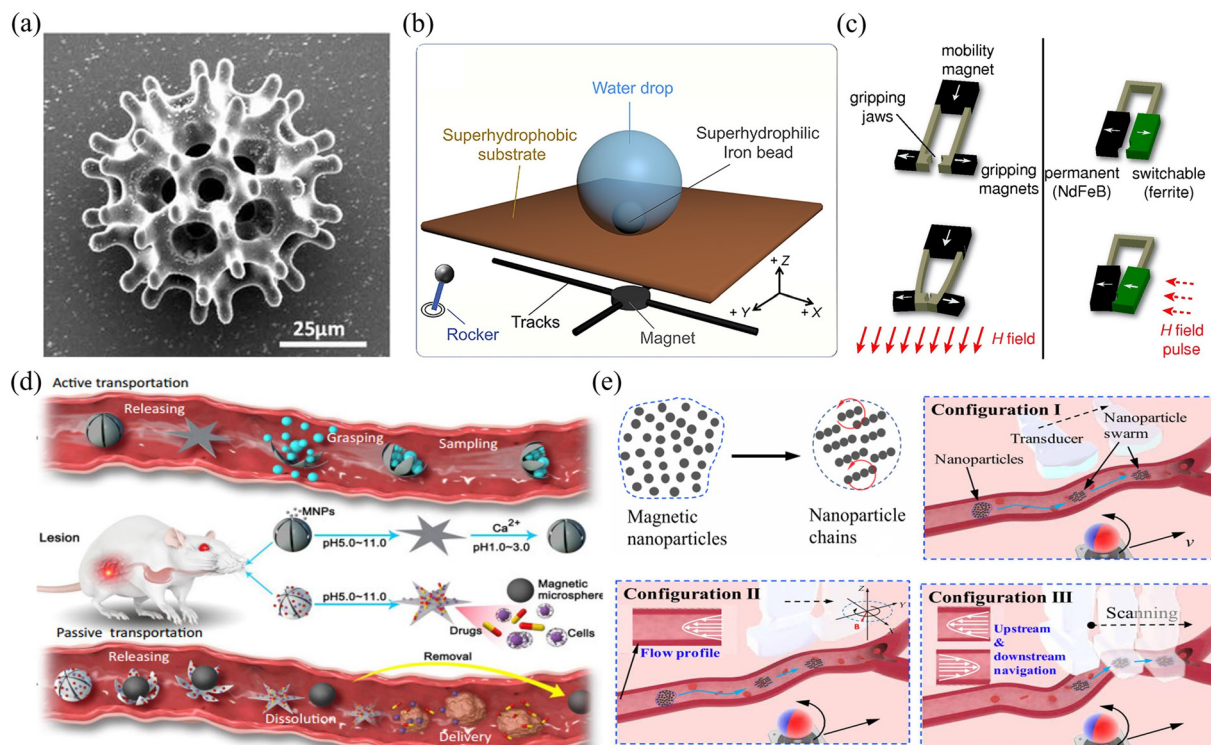 (a)
25μm
(b)
Water drop
Superhydrophobic
substrate
Superhydrophilic
Iron bead
Rocker
Tracks
Magnet
+Z
+Y
+X
(c)
mobility
magnet
gripping
jaws
gripping
magnets
H field
permanent
(NdFeB)
switchable
(ferrite)
H field
pulse
(d)
Active transportation
Releasing
Grasping
Sampling
Lesion
MNPs
pH5.0~11.0
Ca2+
pH1.0~3.0
pH5.0~11.0
Magnetic
microsphere
Drugs
Cells
Passive transportation
Releasing
Removal
Dissolution
Delivery
(e)
Magnetic
nanoparticles
Nanoparticle
chains
Configuration I
Transducer
Nanoparticle
swarm
Nanoparticles
v
Configuration II
Flow profile
Z
Y
B
X
Configuration III
Scanning
Upstream
&
downstream
navigation